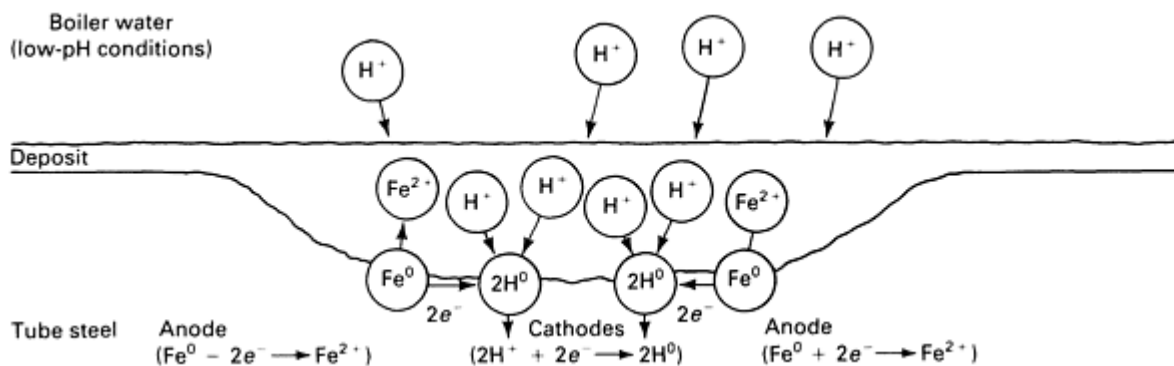 Boiler water
(low-pH conditions)
H⁺ H⁺ H⁺ H⁺
Deposit
Fe²⁺ H⁺ H⁺ H⁺ H⁺ Fe²⁺
Fe⁰ 2H⁰ 2H⁰ Fe⁰
2e⁻ 2e⁻
Tube steel Anode Cathodes Anode
(Fe⁰ − 2e⁻ ⟶ Fe²⁺) (2H⁺ + 2e⁻ ⟶ 2H⁰) (Fe⁰ + 2e⁻ ⟶ Fe²⁺)